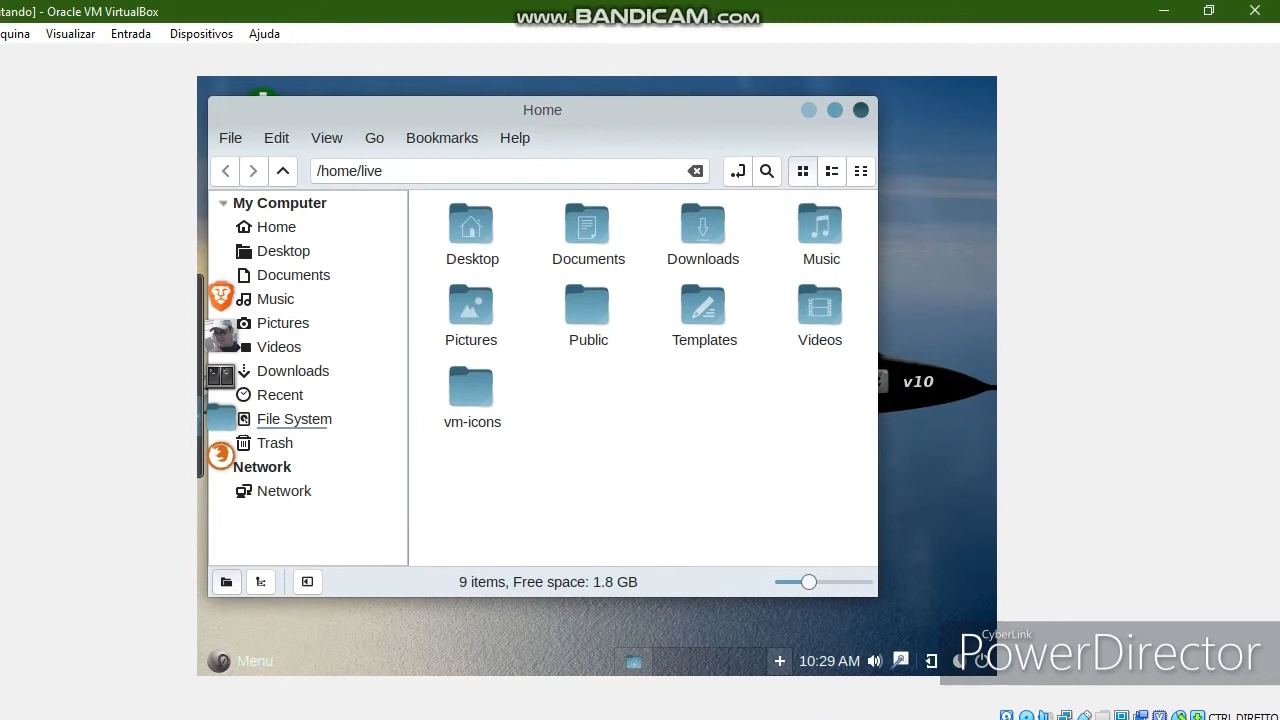 tando] - Oracle VM VirtualBox
www.BANDICAM.com
quina Visualizar Entrada Dispositivos Ajuda
Home
File Edit View Go Bookmarks Help
/home/live
My Computer
Home
Desktop
Documents
Music
Pictures
Videos
Downloads
Recent
File System
Trash
Network
Network
Desktop Documents Downloads Music
Pictures Public Templates Videos
vm-icons
v10
9 items, Free space: 1.8 GB
Menu
10:29 AM
CyberLink
PowerDirector
CTRL DIREITO